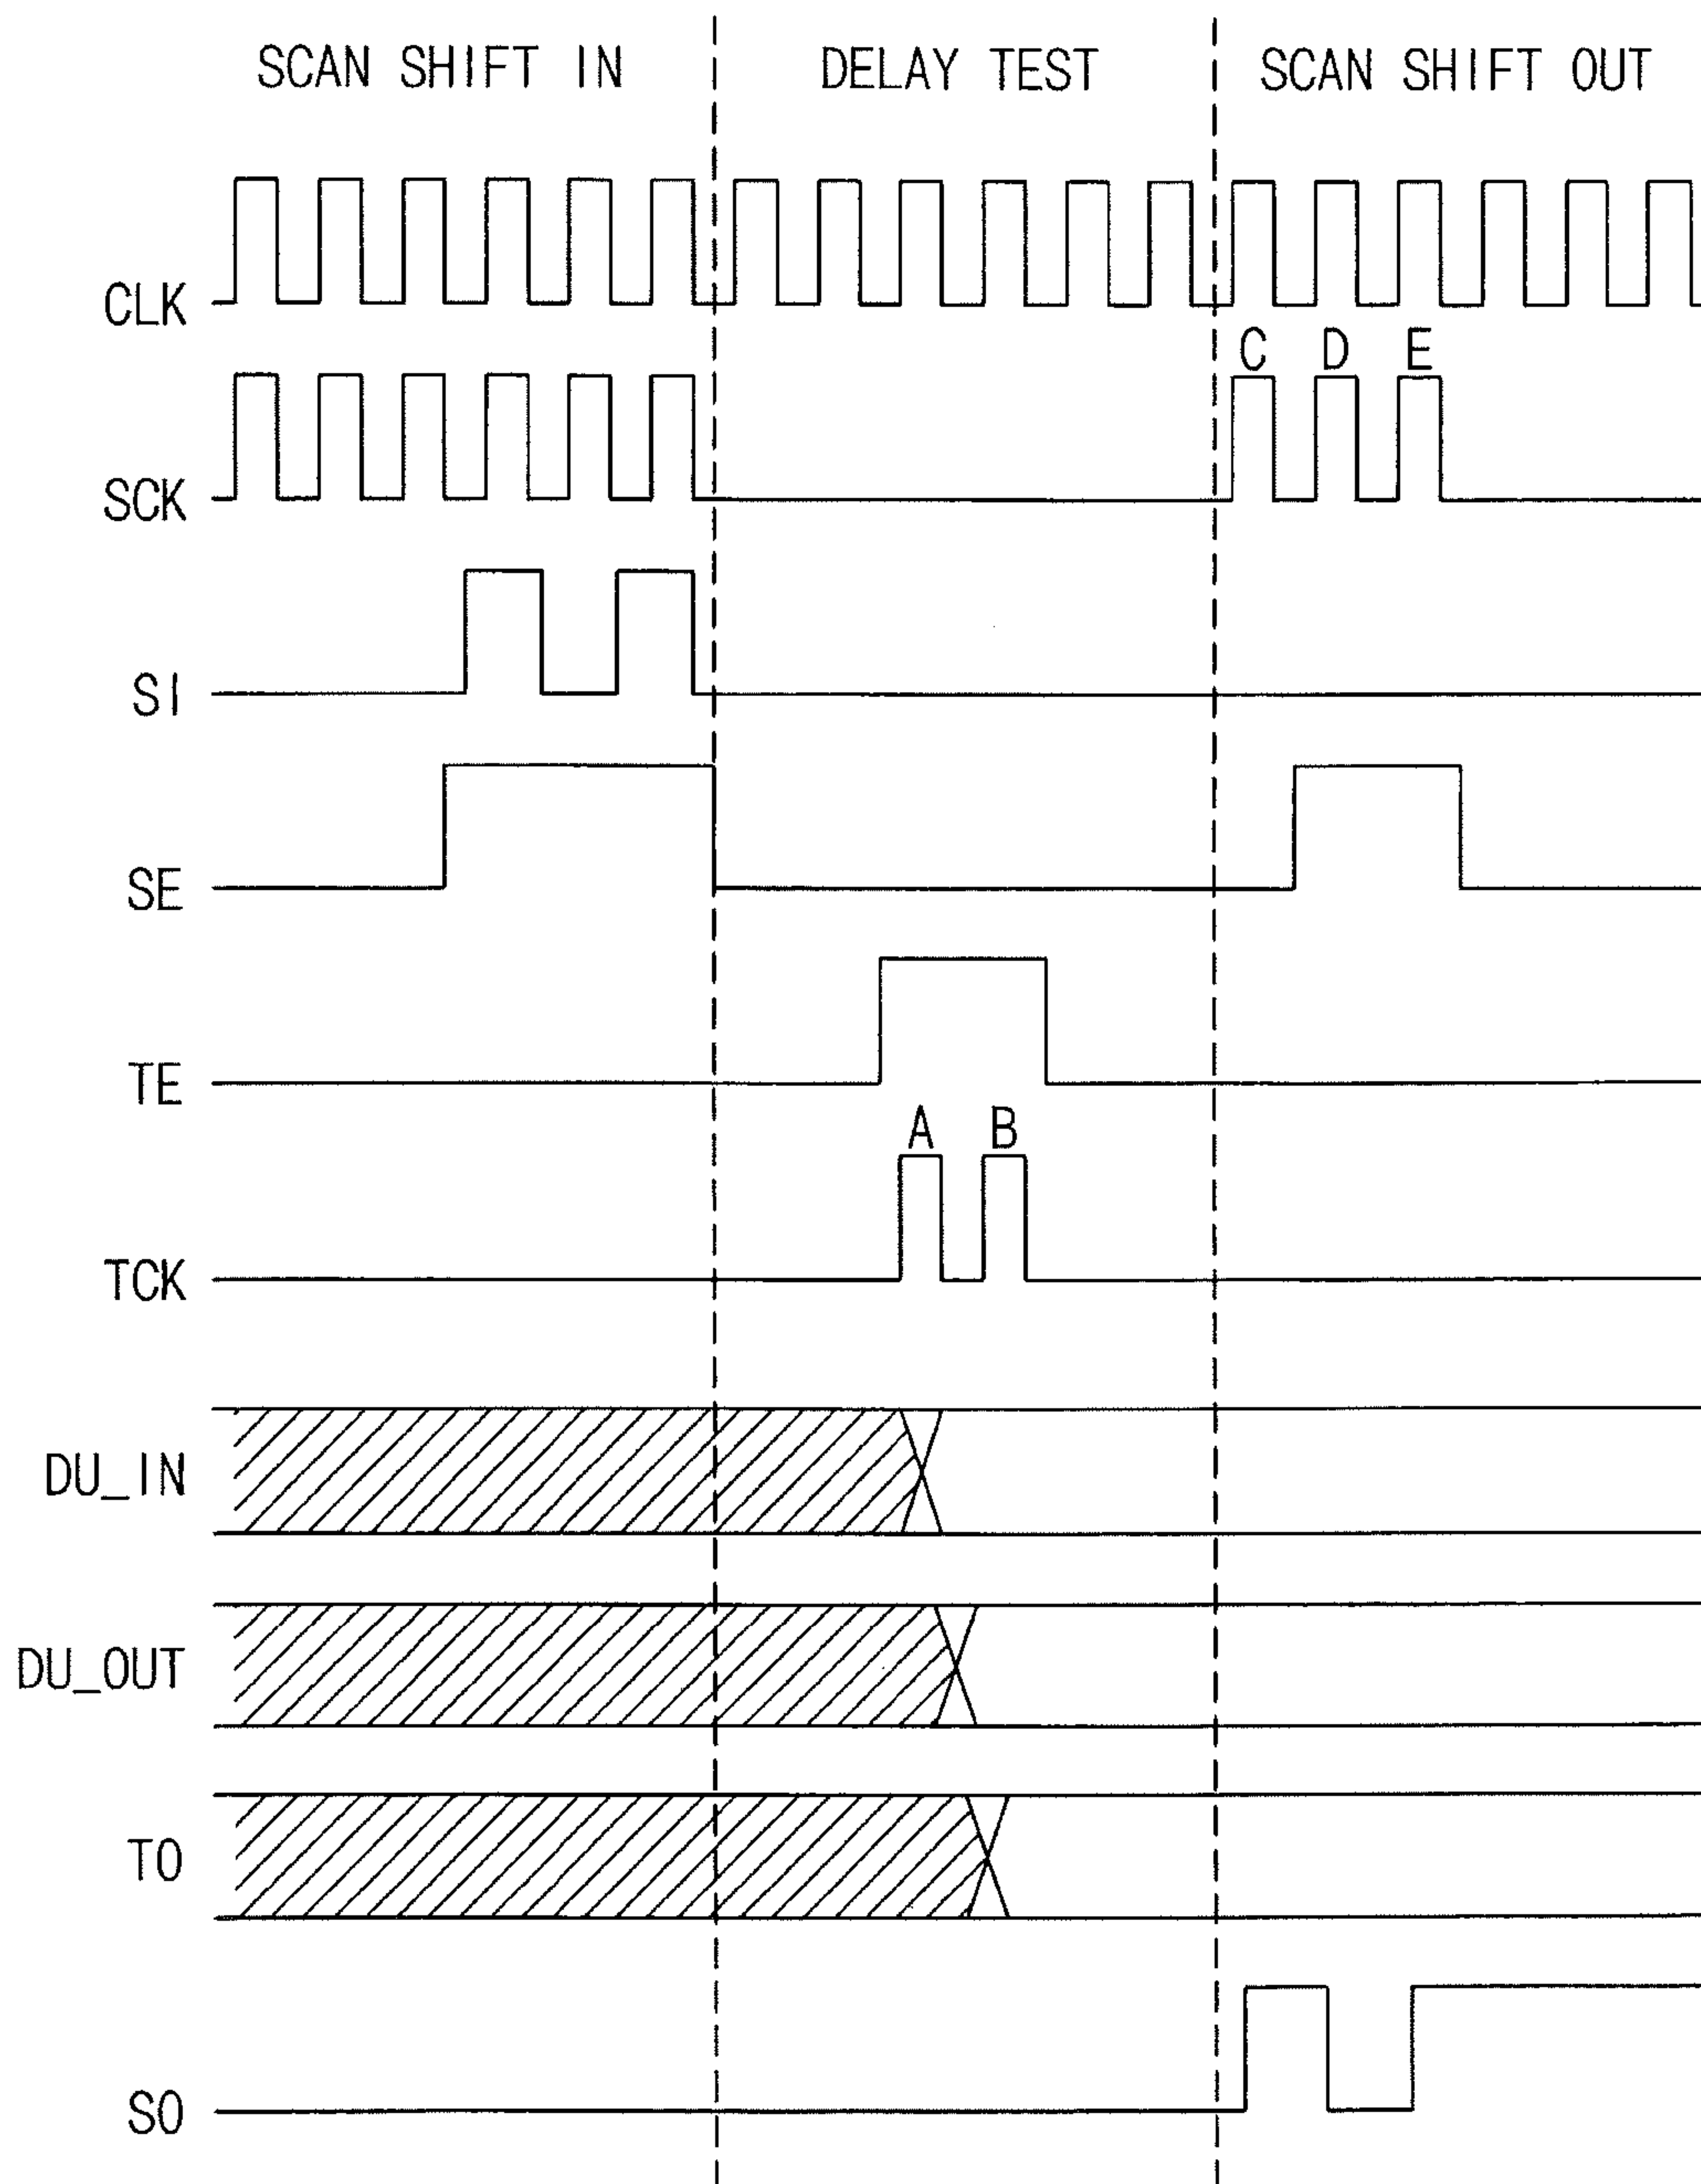 SCAN SHIFT IN DELAY TEST SCAN SHIFT OUT
CLK
C D E
SCK
SI
SE
TE
A B
TCK
DU_IN
DU_OUT
TO
SO